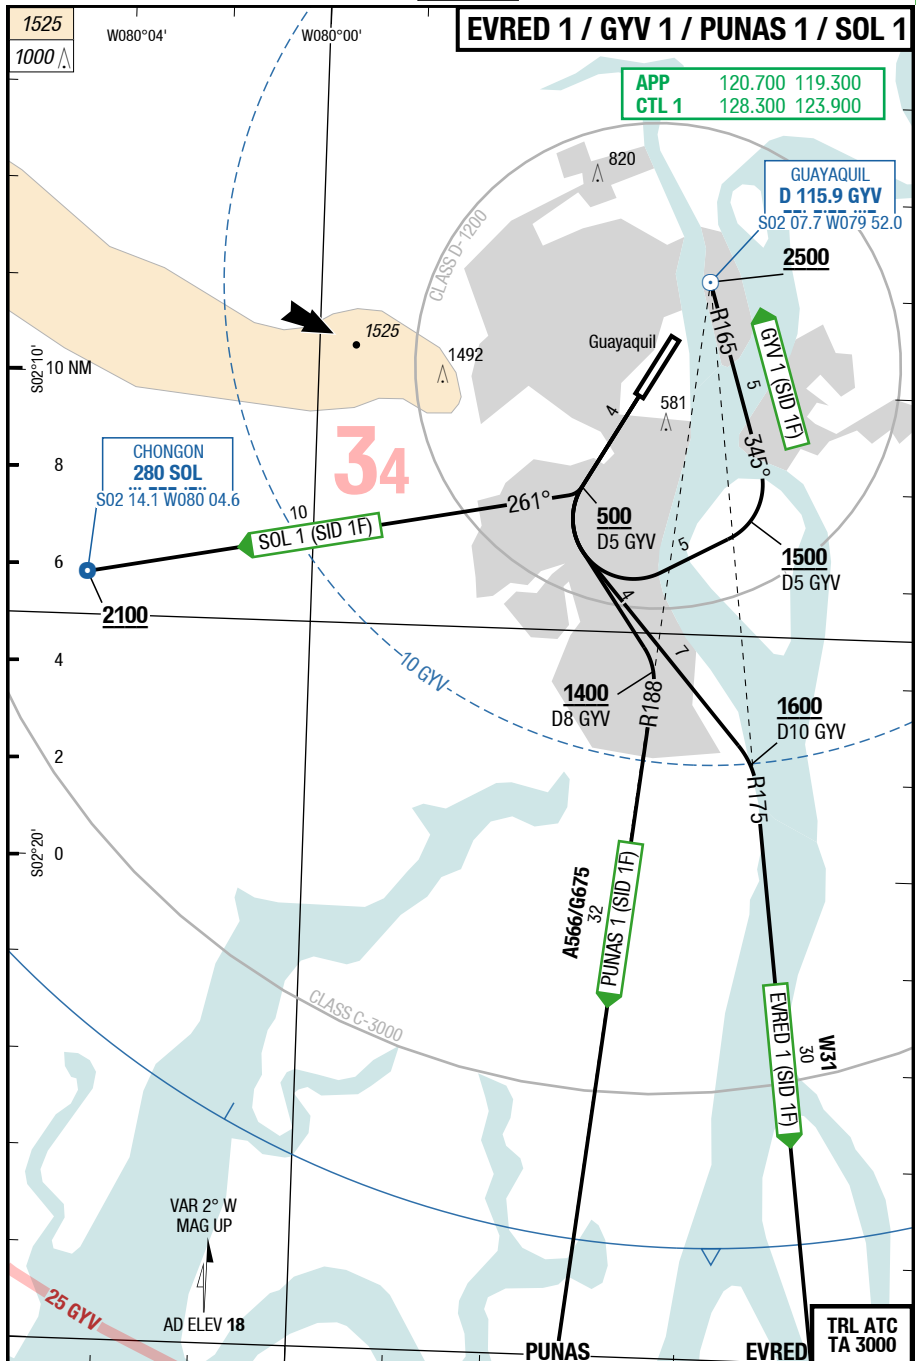 1525
1000
W080°04'
W080°00'
EVRED 1 / GYV 1 / PUNAS 1 / SOL 1
APP 120.700 119.300
CTL 1 128.300 123.900
820
GUAYAQUIL
D 115.9 GYV
S02 07.7 W079 52.0
2500
CLASS D-1200
R165
GYV 1 (SID 1F)
5
345°
1525
1492
Guayaquil
581
4
S02°10'
10 NM
8
6
4
2
0
S02°20'
CHONGON
280 SOL
S02 14.1 W080 04.6
34
10
SOL 1 (SID 1F)
261°
500
D5 GYV
5
1500
D5 GYV
2100
4
7
10 GYV
1400
D8 GYV
R188
1600
D10 GYV
R175
A566/G675
32
PUNAS 1 (SID 1F)
EVRED 1 (SID 1F)
W31
30
CLASS C-3000
VAR 2° W
MAG UP
AD ELEV 18
25 GYV
PUNAS
EVRED
TRL ATC
TA 3000